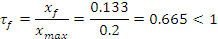 τ_f = x_f / x_max = 0.133 / 0.2 = 0.665 < 1